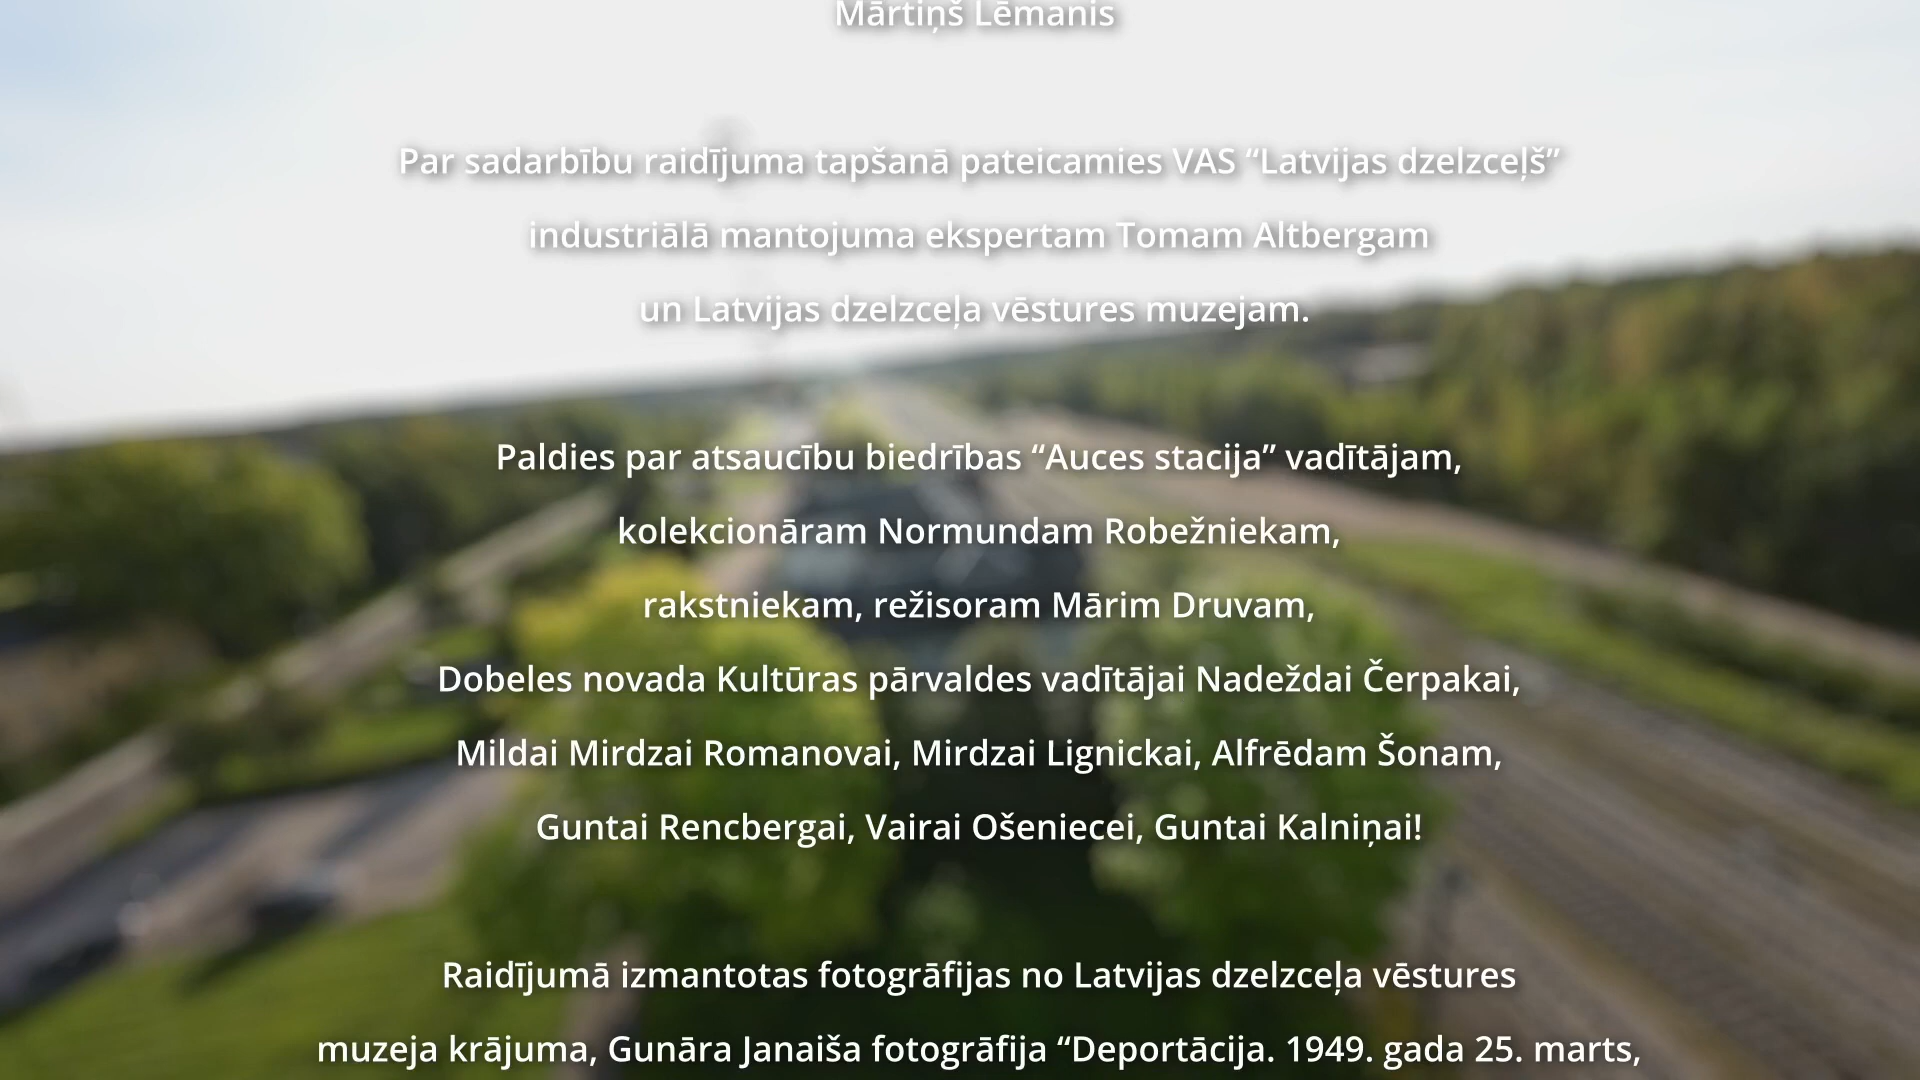 Mārtiņš Lēmanis
Par sadarbību raidījuma tapšanā pateicamies VAS “Latvijas dzelzceļš”
industriālā mantojuma ekspertam Tomam Altbergam
un Latvijas dzelzceļa vēstures muzejam.
Paldies par atsaucību biedrības “Auces stacija” vadītājam,
kolekcionāram Normundam Robežniekam,
rakstniekam, režisoram Mārim Druvam,
Dobeles novada Kultūras pārvaldes vadītājai Nadeždai Čerpakai,
Mildai Mirdzai Romanovai, Mirdzai Lignickai, Alfrēdam Šonam,
Guntai Rencbergai, Vairai Ošeniecei, Guntai Kalniņai!
Raidījumā izmantotas fotogrāfijas no Latvijas dzelzceļa vēstures
muzeja krājuma, Gunāra Janaiša fotogrāfija “Deportācija. 1949. gada 25. marts,